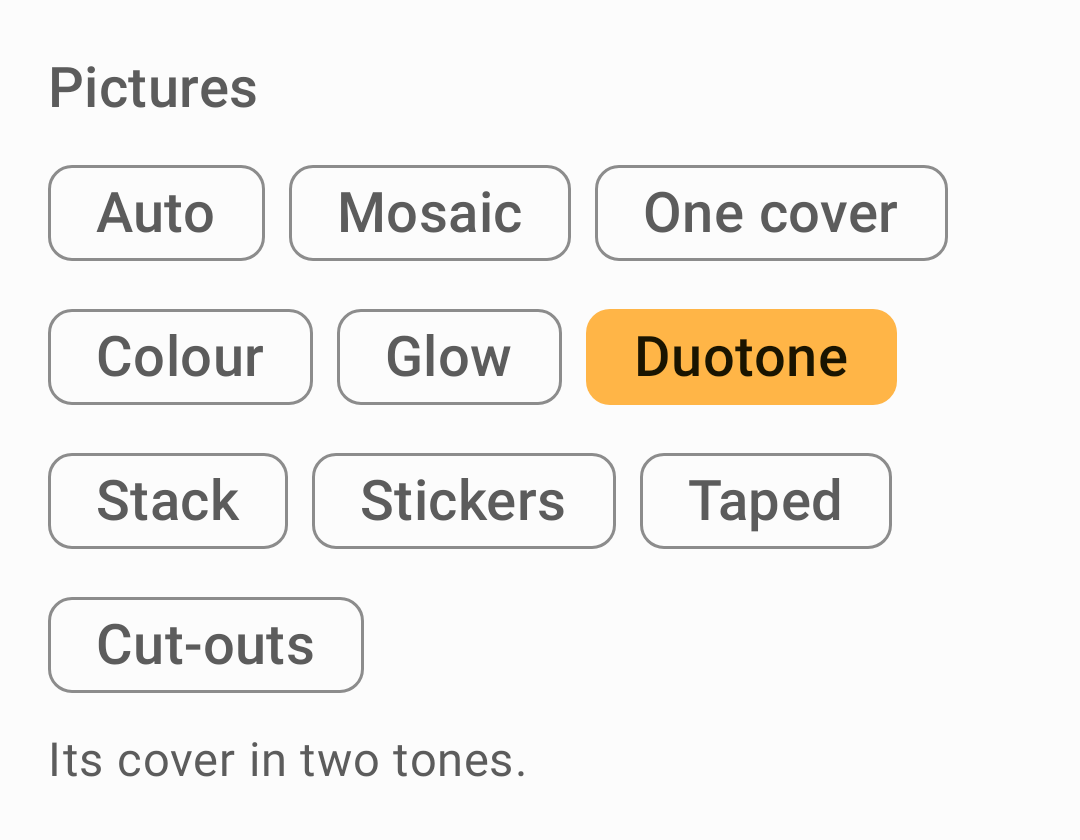 Pictures
Auto Mosaic One cover
Colour Glow Duotone
Stack Stickers Taped
Cut-outs
Its cover in two tones.